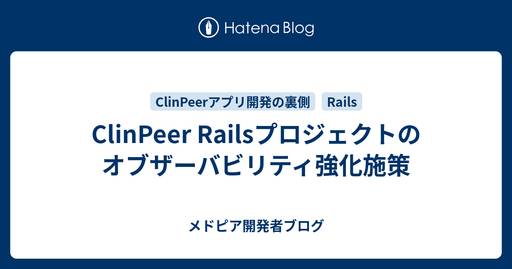 Hatena Blog
ClinPeerアプリ開発の裏側 Rails
ClinPeer Railsプロジェクトの
オブザーバビリティ強化施策
メドピア開発者ブログ